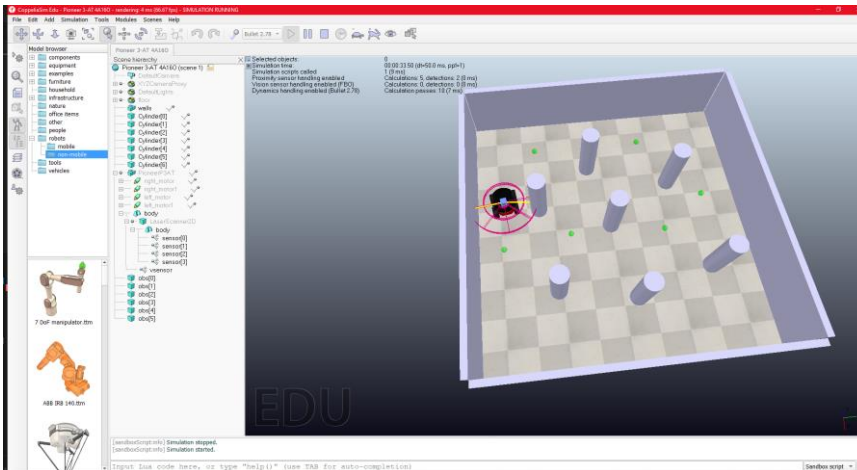 CoppeliaSim Edu - Pioneer 3-AT 4A16O - rendering: 4 ms (66.67 fps) - SIMULATION RUNNING
File Edit Add Simulation Tools Modules Scenes Help
Bullet 2.78
Model browser
components
equipment
examples
furniture
household
infrastructure
nature
office items
other
people
robots
mobile
non-mobile
tools
vehicles
7 DoF manipulator.ttm
ABB IRB 140.ttm
Pioneer 3-AT 4A16O
Scene hierarchy
Pioneer 3-AT 4A16O (scene 1)
DefaultCamera
XYZCameraProxy
DefaultLights
floor
walls
Cylinder[0]
Cylinder[1]
Cylinder[2]
Cylinder[3]
Cylinder[4]
Cylinder[5]
Cylinder[6]
PioneerP3AT
right_motor
right_motor1
left_motor
left_motor1
body
LaserScanner2D
body
sensor[0]
sensor[1]
sensor[2]
sensor[3]
vsensor
obs[0]
obs[1]
obs[2]
obs[3]
obs[4]
obs[5]
Selected objects: 0
Simulation time: 00:00:33.50 (dt=50.0 ms, ppf=1)
Simulation scripts called 1 (9 ms)
Proximity sensor handling enabled Calculations: 5, detections: 2 (0 ms)
Vision sensor handling enabled (FBO) Calculations: 0, detections: 0 (0 ms)
Dynamics handling enabled (Bullet 2.78) Calculation passes: 10 (7 ms)
EDU
[sandboxScript:info] Simulation stopped.
[sandboxScript:info] Simulation started.
Input Lua code here, or type "help()" (use TAB for auto-completion)
Sandbox script